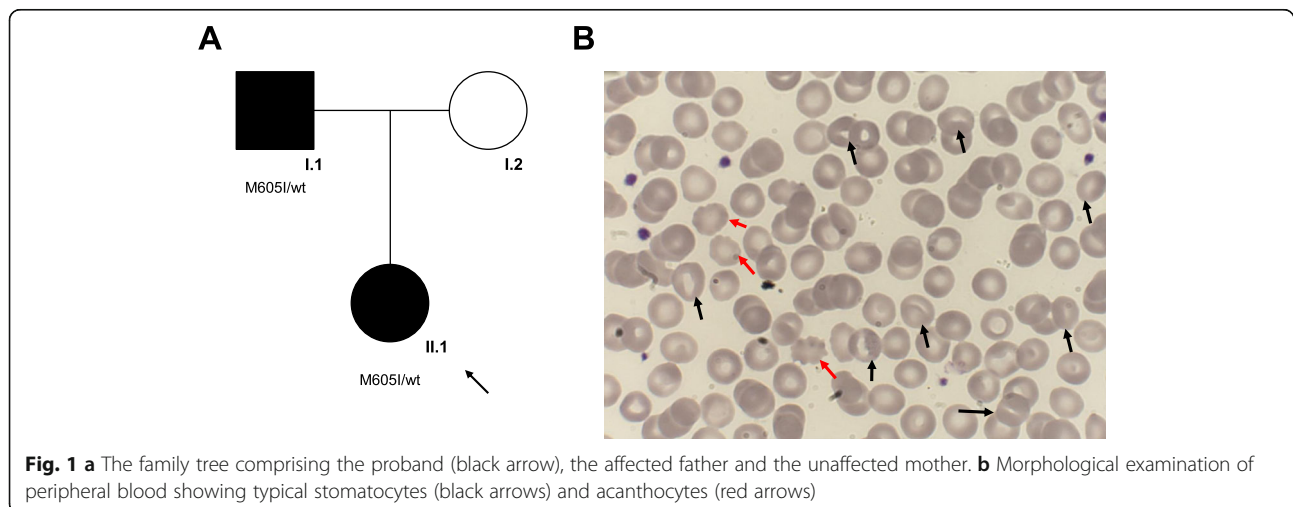 A
B
I.1
I.2
M605I/wt
II.1
M605I/wt
Fig. 1 a The family tree comprising the proband (black arrow), the affected father and the unaffected mother. b Morphological examination of
peripheral blood showing typical stomatocytes (black arrows) and acanthocytes (red arrows)